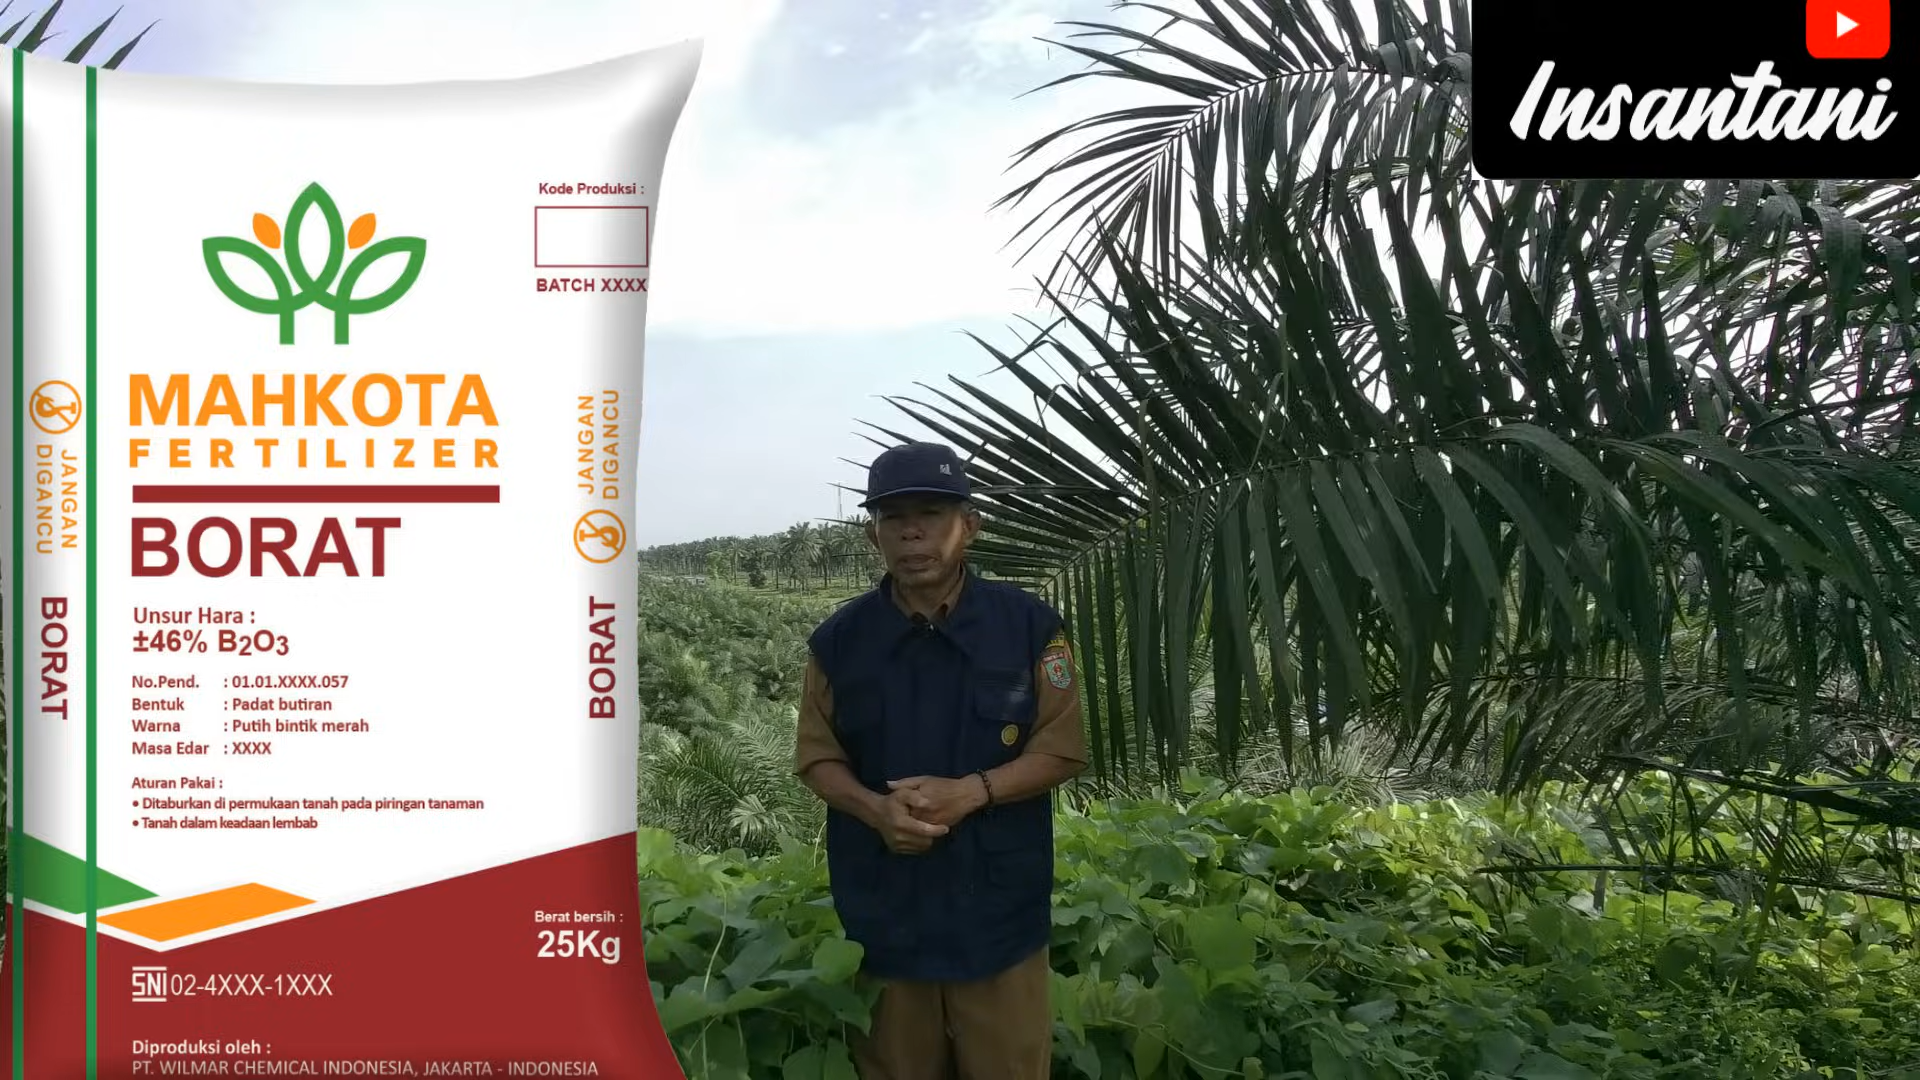 Insantani
Kode Produksi :
BATCH XXXX
MAHKOTA
FERTILIZER
BORAT
Unsur Hara :
±46% B2O3
No.Pend. : 01.01.XXXX.057
Bentuk : Padat butiran
Warna : Putih bintik merah
Masa Edar : XXXX
Aturan Pakai :
• Ditaburkan di permukaan tanah pada piringan tanaman
• Tanah dalam keadaan lembab
JANGAN
DIGANCU
BORAT
JANGAN
DIGANCU
BORAT
Berat bersih :
25Kg
SNI 02-4XXX-1XXX
Diproduksi oleh :
PT. WILMAR CHEMICAL INDONESIA, JAKARTA - INDONESIA